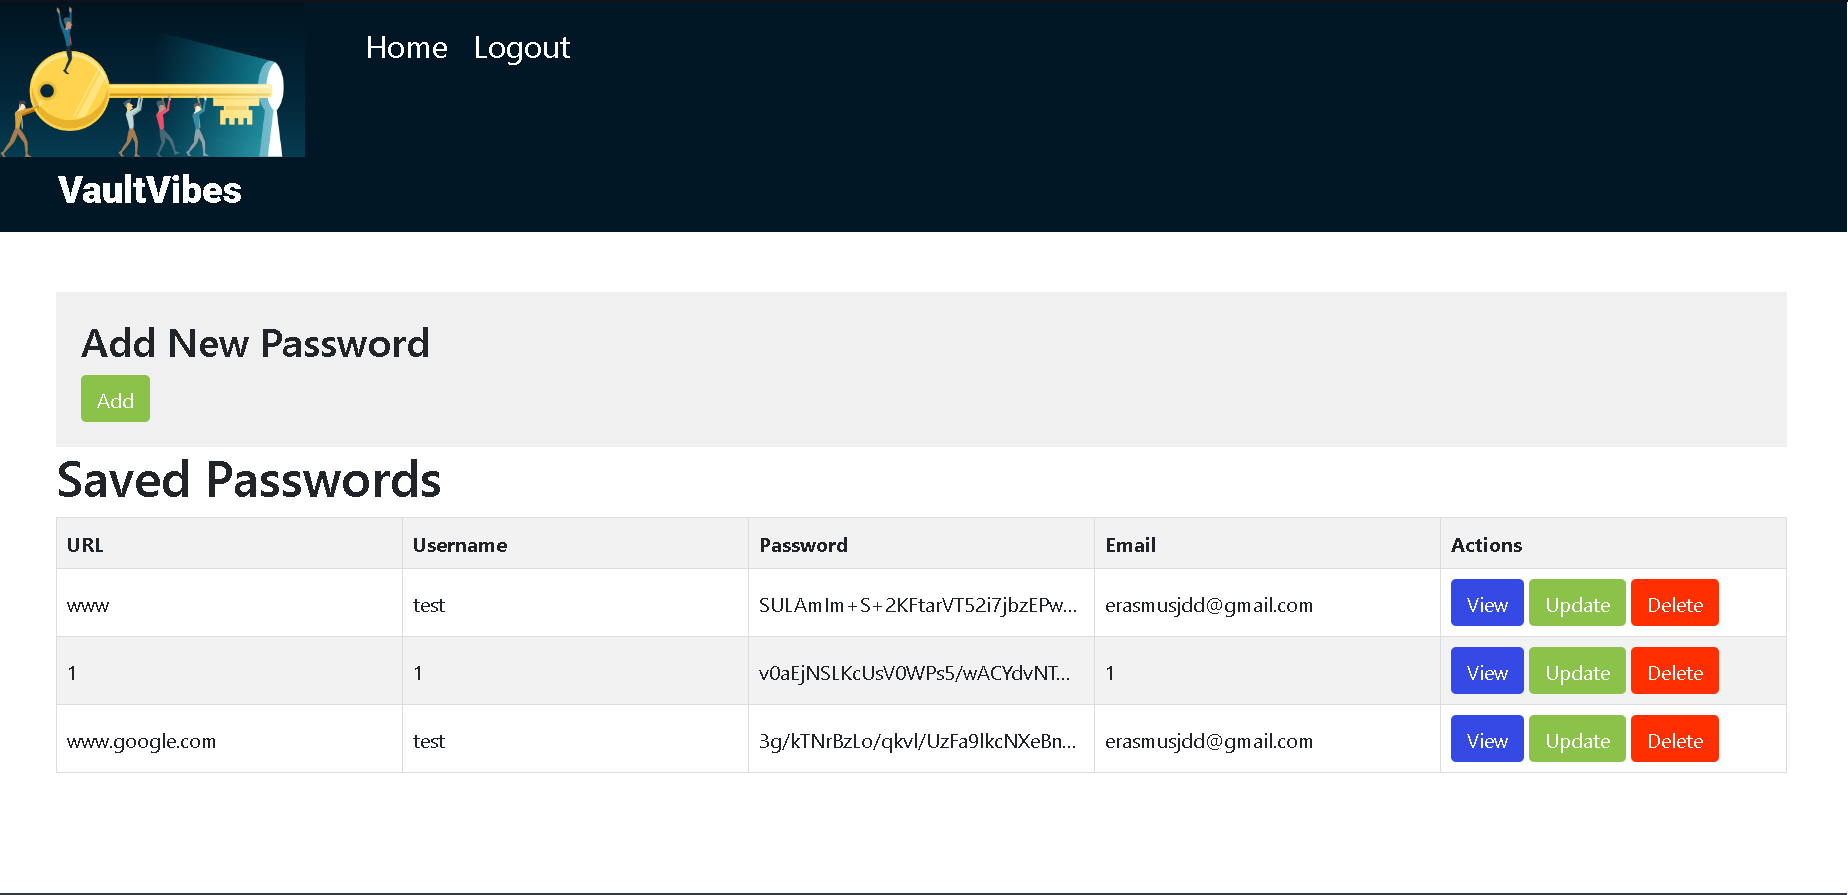 Home Logout
VaultVibes
Add New Password
Add
Saved Passwords
URL Username Password Email Actions
www test SULAmIm+S+2KFtarVT52i7jbzEPw... erasmusjdd@gmail.com View Update Delete
1 1 v0aEjNSLKcUsV0WPs5/wACYdvNT... 1 View Update Delete
www.google.com test 3g/kTNrBzLo/qkvl/UzFa9lkcNXeBn... erasmusjdd@gmail.com View Update Delete